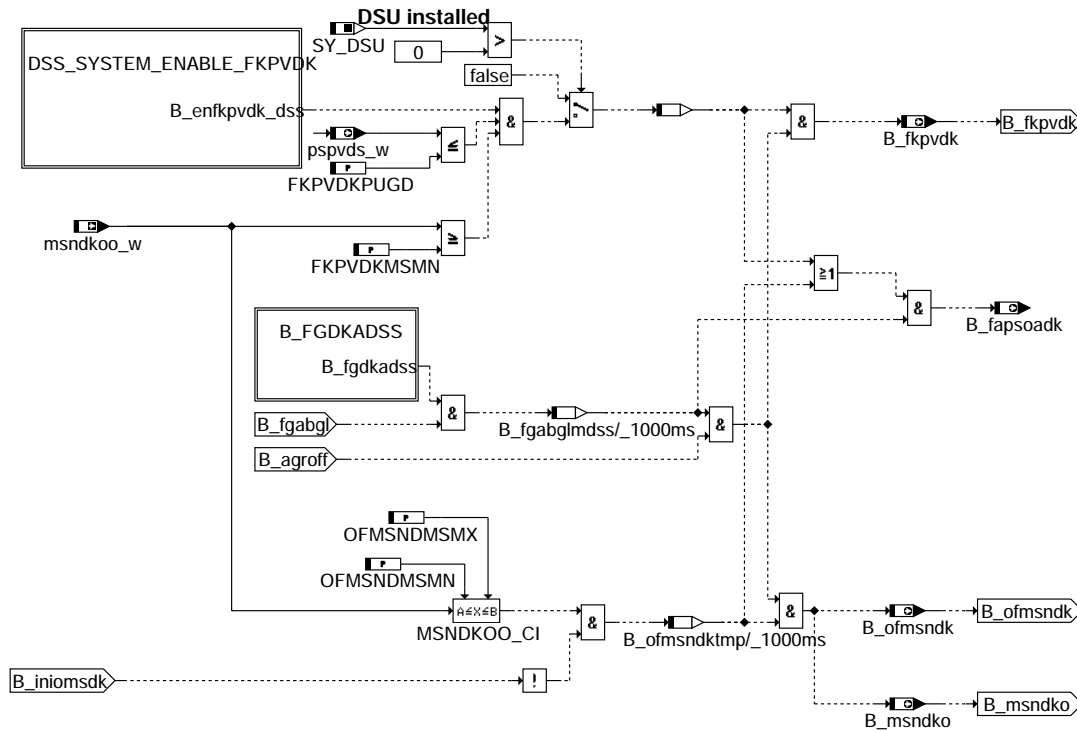 DSU installed
SY_DSU
0
>
DSS_SYSTEM_ENABLE_FKPVDK
false
B_enfkpvdk_dss
&
&
pspvds_w
≤
B_fkpvdk
B_fkpvdk
P
FKPVDKPUGD
msndkoo_w
≥
P
FKPVDKMSMN
≥1
&
B_fapsoadk
B_FGDKADSS
B_fgdkadss
&
&
B_fgabgl
B_fgabglmdss/_1000ms
B_agroff
P
OFMSNDMSMX
P
OFMSNDMSMN
A≤X≤B
MSNDKOO_CI
&
B_ofmsndktmp/_1000ms
&
B_ofmsndk
B_ofmsndk
B_iniomsdk
!
B_msndko
B_msndko